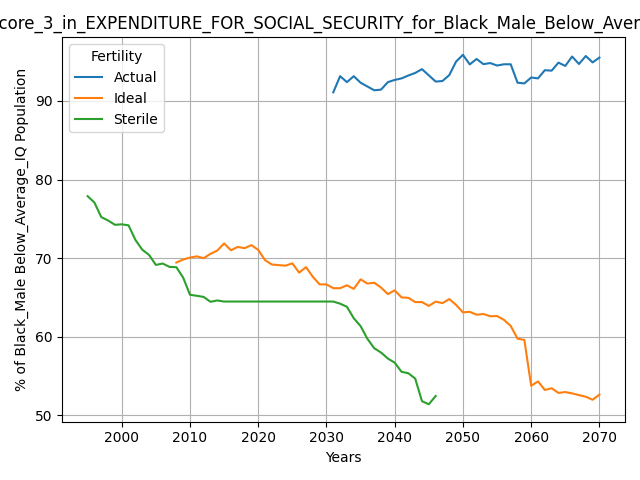 core_3_in_EXPENDITURE_FOR_SOCIAL_SECURITY_for_Black_Male_Below_Aver
Fertility
Actual
Ideal
Sterile
% of Black_Male Below_Average_IQ Population
90
80
70
60
50
2000 2010 2020 2030 2040 2050 2060 2070
Years